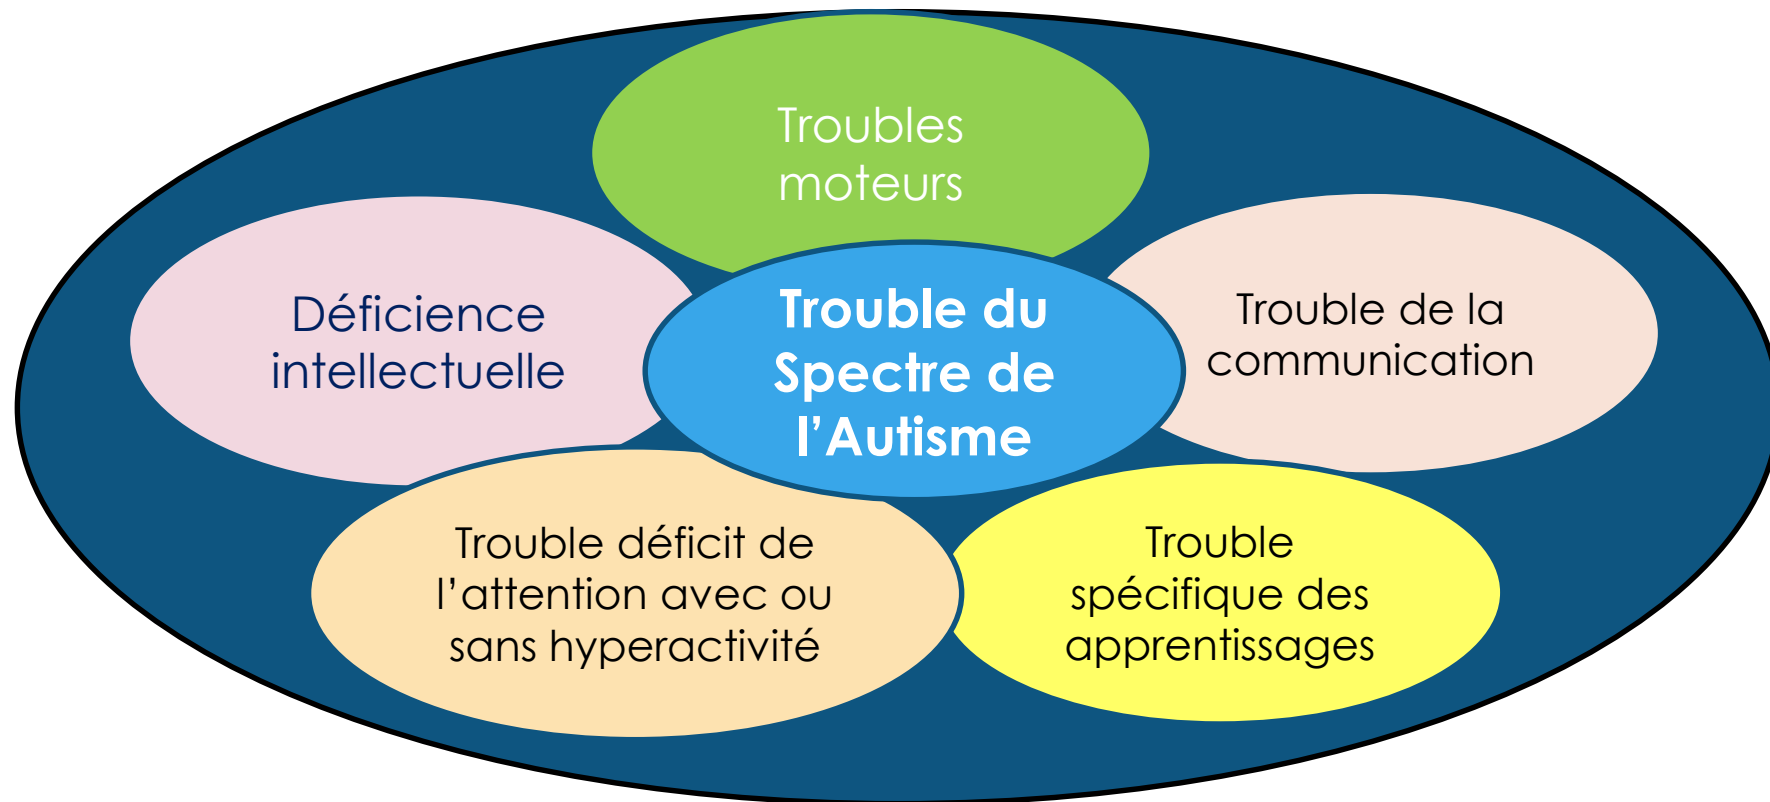 Troubles
moteurs
Déficience
intellectuelle
Trouble du
Spectre de
l’Autisme
Trouble de la
communication
Trouble déficit de
l’attention avec ou
sans hyperactivité
Trouble
spécifique des
apprentissages